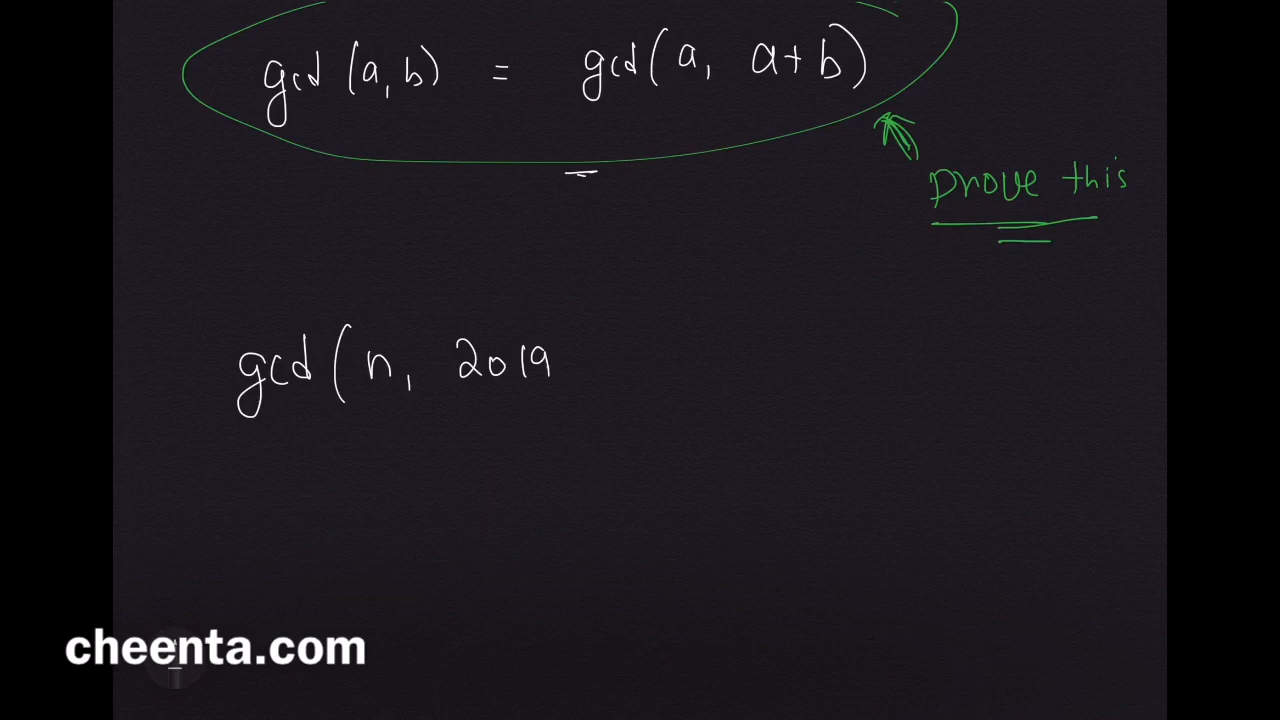 gcd (a, b) = gcd(a, a+b)
prove this
gcd (n, 2019
cheenta.com